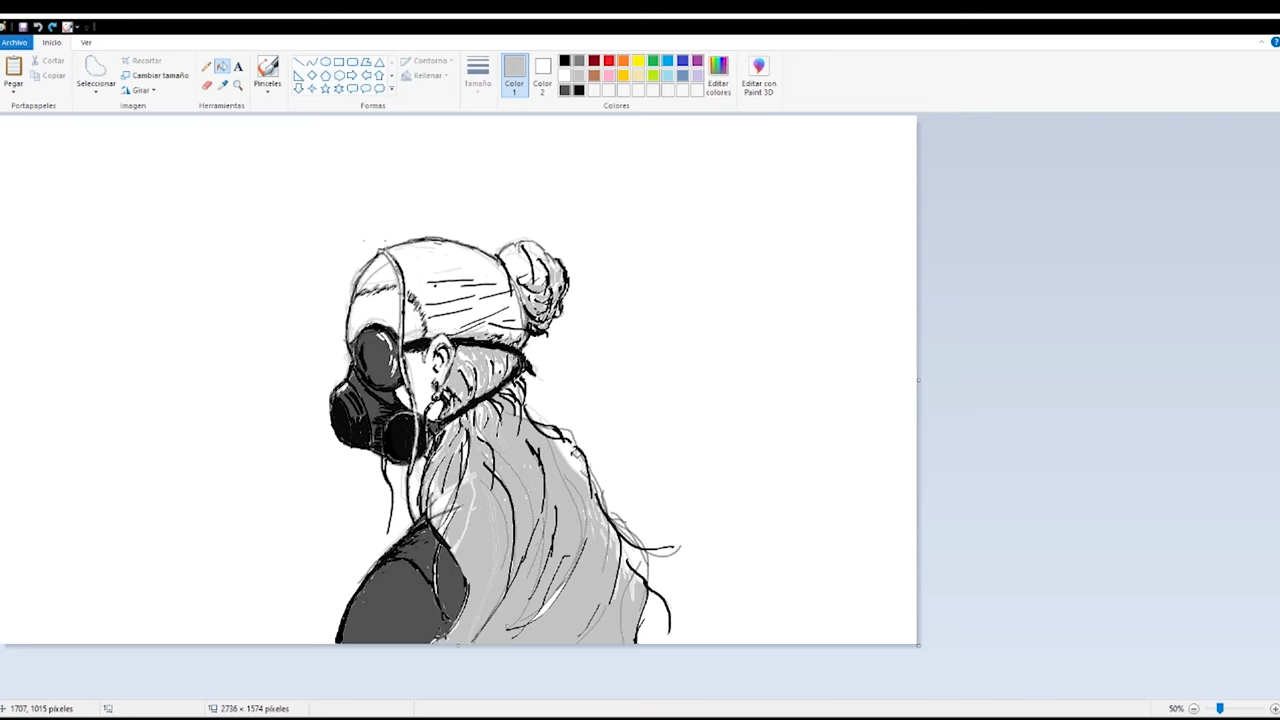 Archivo Inicio Ver
Pegar
Cortar
Copiar
Portapapeles
Seleccionar
Recortar
Cambiar tamaño
Girar
Imagen
A
Herramientas
Pinceles
Formas
Contorno
Rellenar
Tamaño
Color
1
Color
2
Colores
Editar
colores
Editar con
Paint 3D
1707, 1015 píxeles
2736 × 1574 píxeles
50%